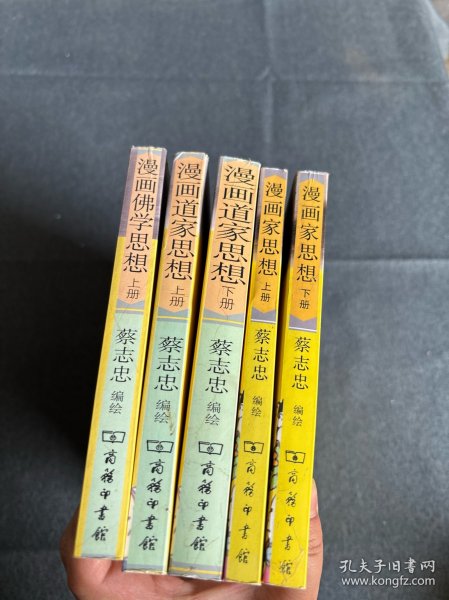 漫画佛学思想 上册
蔡志忠 编绘
商务印书馆
漫画道家思想 上册
蔡志忠 编绘
商务印书馆
漫画道家思想 下册
蔡志忠 编绘
商务印书馆
漫画家思想 上册
蔡志忠 编绘
商务印书馆
漫画家思想 下册
蔡志忠 编绘
商务印书馆
孔夫子旧书网
www.kongfz.com